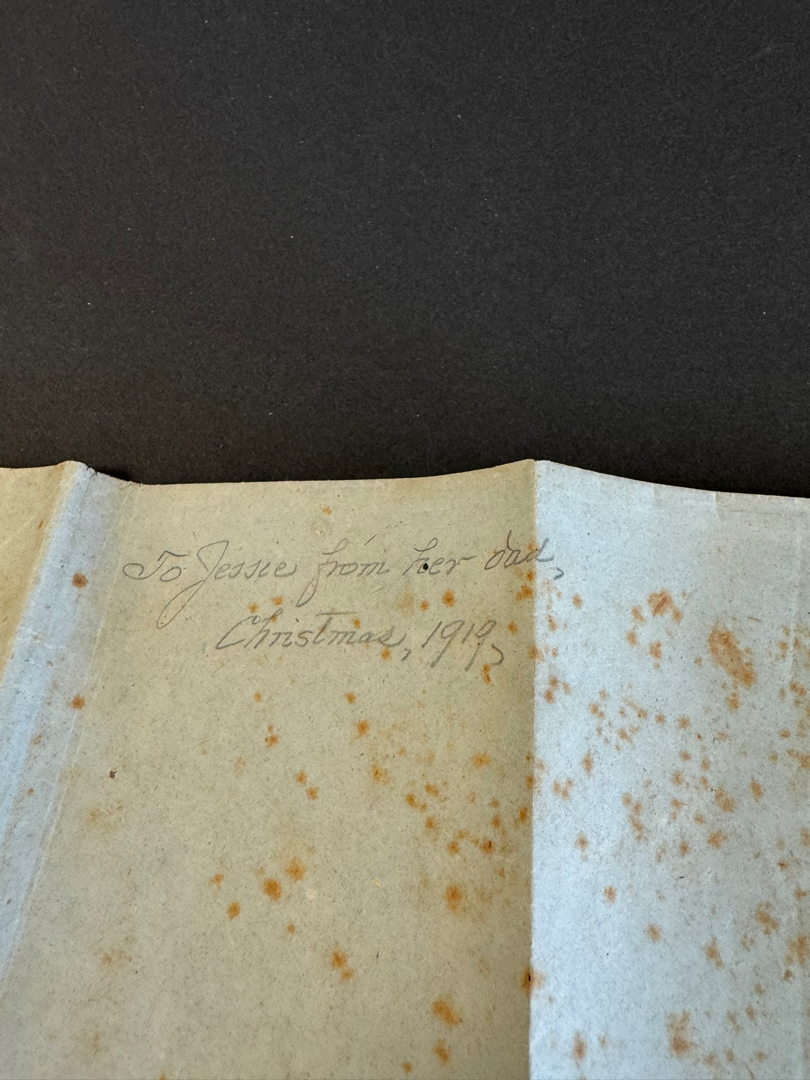 To Jessie from her dad,
Christmas, 1919,